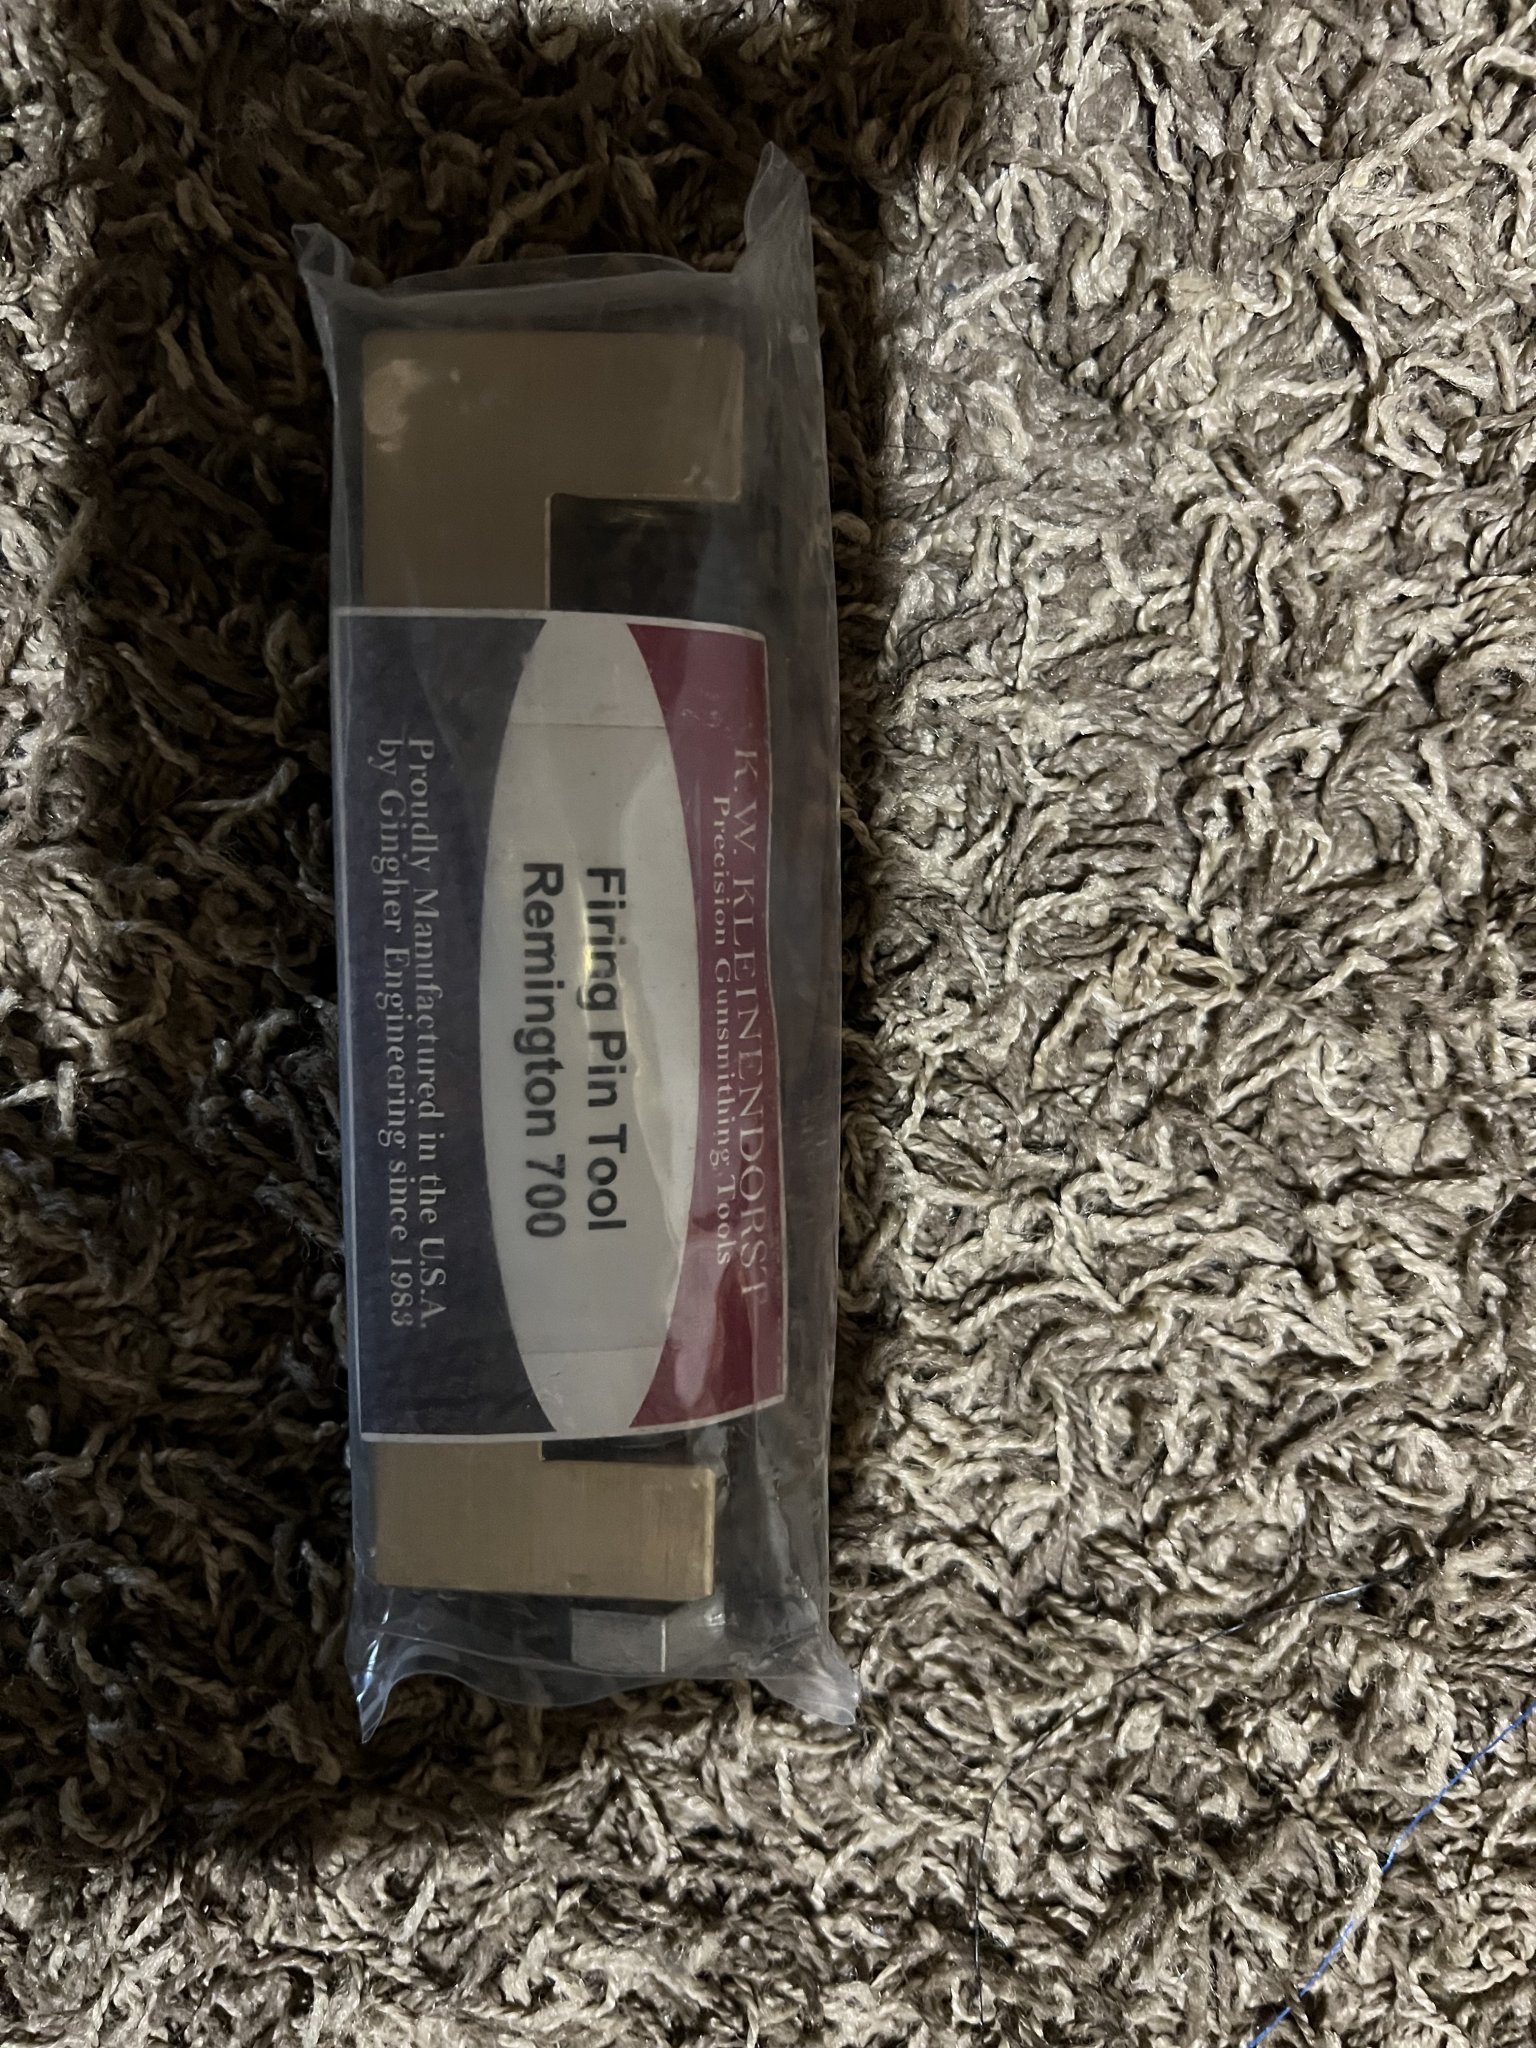 K.W. KLEINENDORST
Precision Gunsmithing Tools
Firing Pin Tool
Remington 700
Proudly Manufactured in the U.S.A.
by Gingher Engineering since 1983